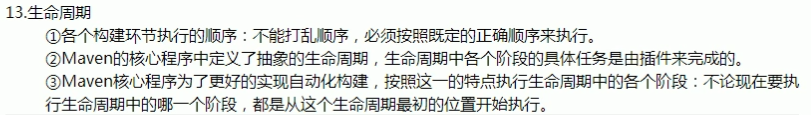 13.生命周期
①各个构建环节执行的顺序：不能打乱顺序，必须按照既定的正确顺序来执行。
②Maven的核心程序中定义了抽象的生命周期，生命周期中各个阶段的具体任务是由插件来完成的。
③Maven核心程序为了更好的实现自动化构建，按照这一的特点执行生命周期中的各个阶段：不论现在要执
行生命周期中的哪一个阶段，都是从这个生命周期最初的位置开始执行。